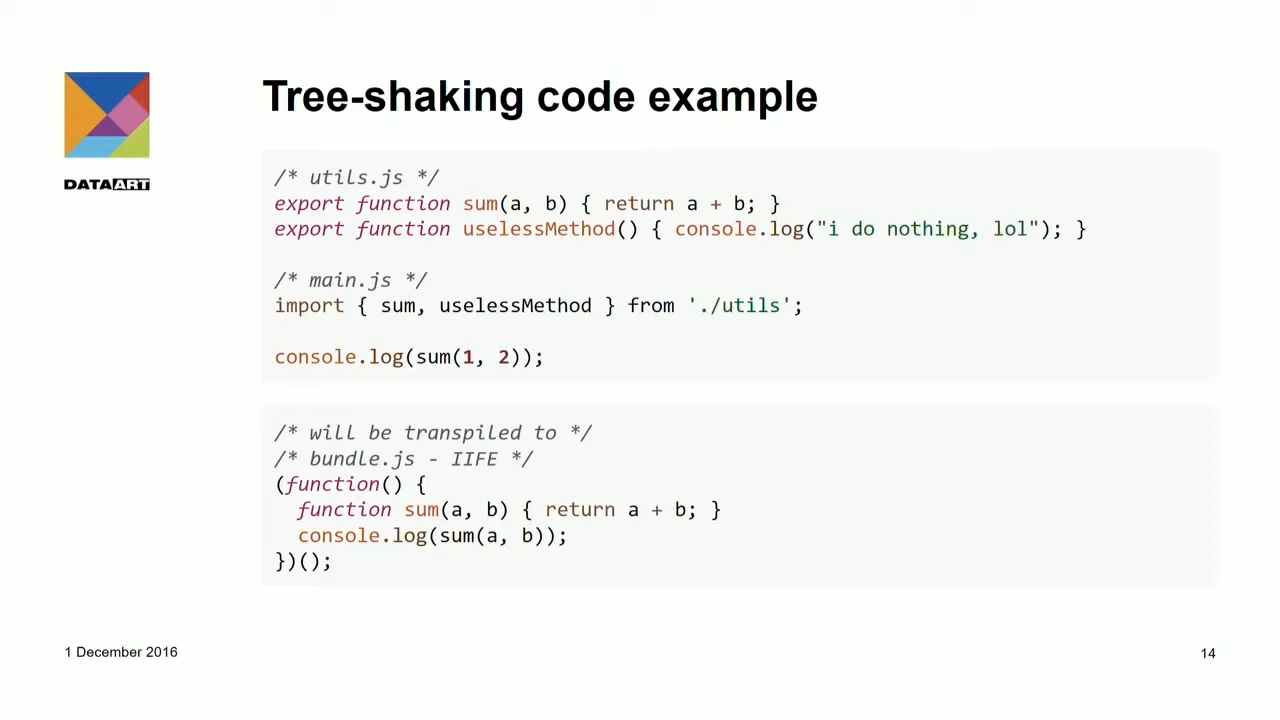 DATAART
Tree-shaking code example
/* utils.js */
export function sum(a, b) { return a + b; }
export function uselessMethod() { console.log("i do nothing, lol"); }
/* main.js */
import { sum, uselessMethod } from './utils';
console.log(sum(1, 2));
/* will be transpiled to */
/* bundle.js - IIFE */
(function() {
function sum(a, b) { return a + b; }
console.log(sum(a, b));
})();
1 December 2016
14